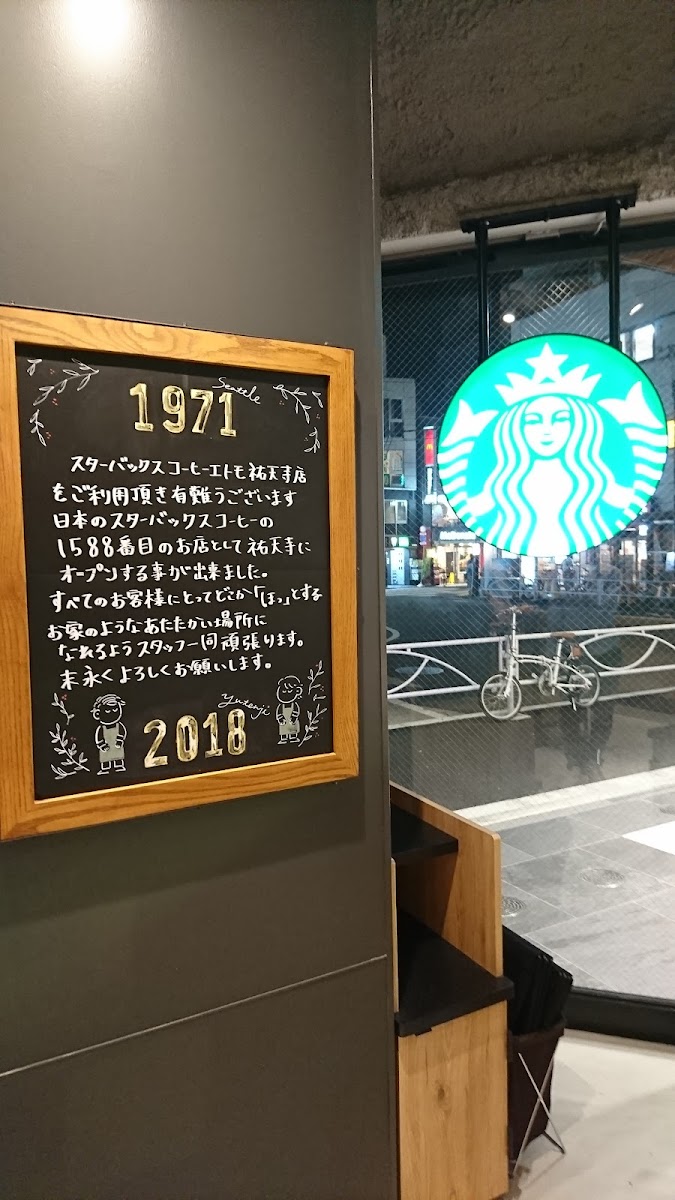 1971
Seattle
スターバックスコーヒーエトモ祐天寺店
をご利用頂き有難うございます
日本のスターバックスコーヒーの
1588番目のお店として祐天寺に
オープンする事が出来ました。
すべてのお客様にとってどこか「ほっ」とする
お家のようなあたたかい場所に
なれるようスタッフ一同頑張ります。
末永くよろしくお願いします。
Yutenji
2018